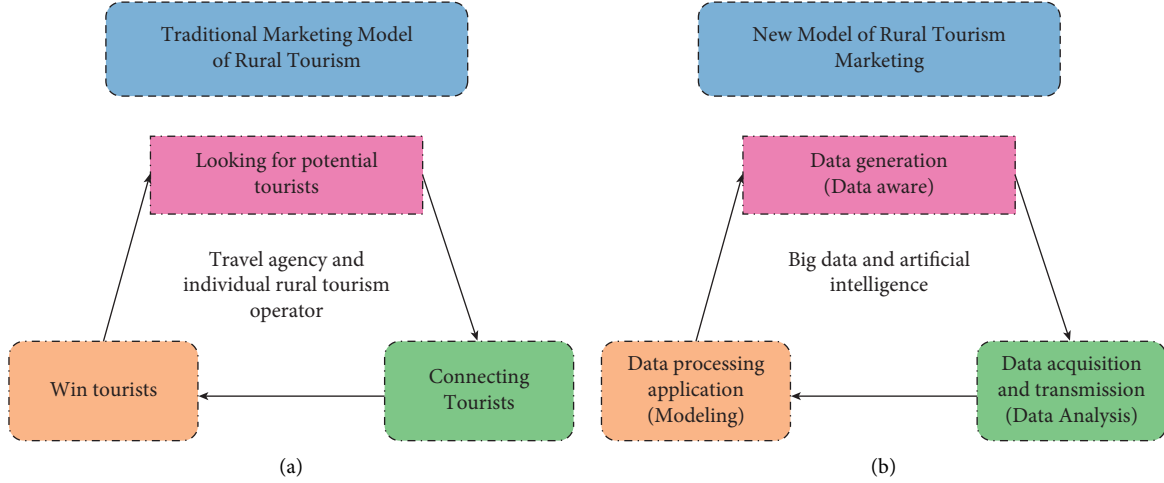 Traditional Marketing Model
of Rural Tourism
Looking for potential
tourists
Travel agency and
individual rural tourism
operator
Win tourists
Connecting
Tourists
(a)
New Model of Rural Tourism
Marketing
Data generation
(Data aware)
Big data and artificial
intelligence
Data processing
application
(Modeling)
Data acquisition
and transmission
(Data Analysis)
(b)